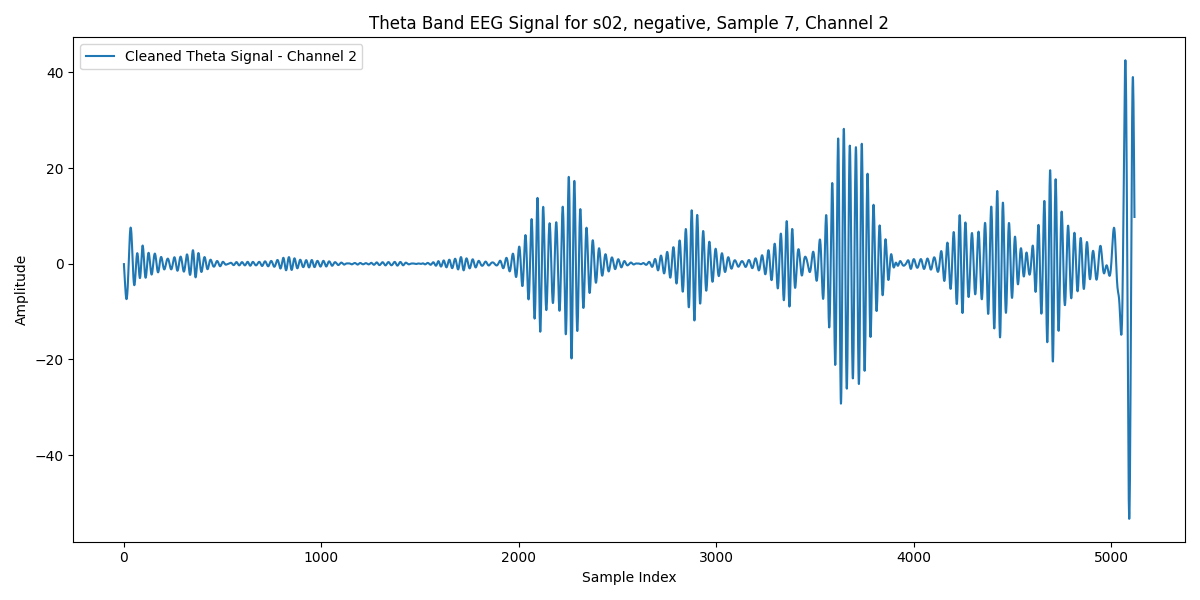 Theta Band EEG Signal for s02, negative, Sample 7, Channel 2
Cleaned Theta Signal - Channel 2
40
20
0
−20
−40
Amplitude
0 1000 2000 3000 4000 5000
Sample Index